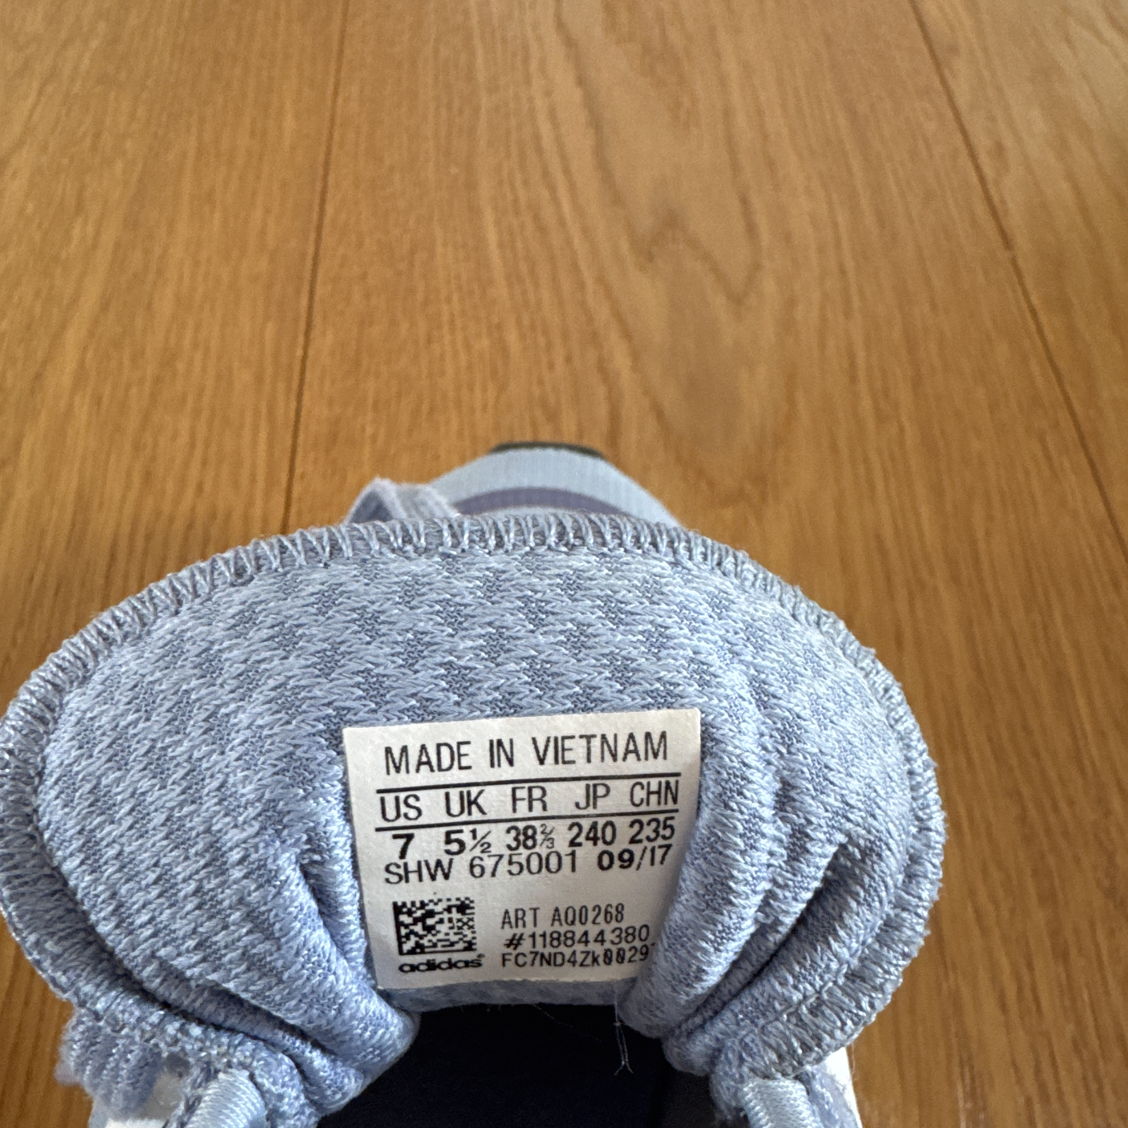 MADE IN VIETNAM
US UK FR JP CHN
7 5½ 38⅔ 240 235
SHW 675001 09/17
ART AQ0268
#118844380
adidas